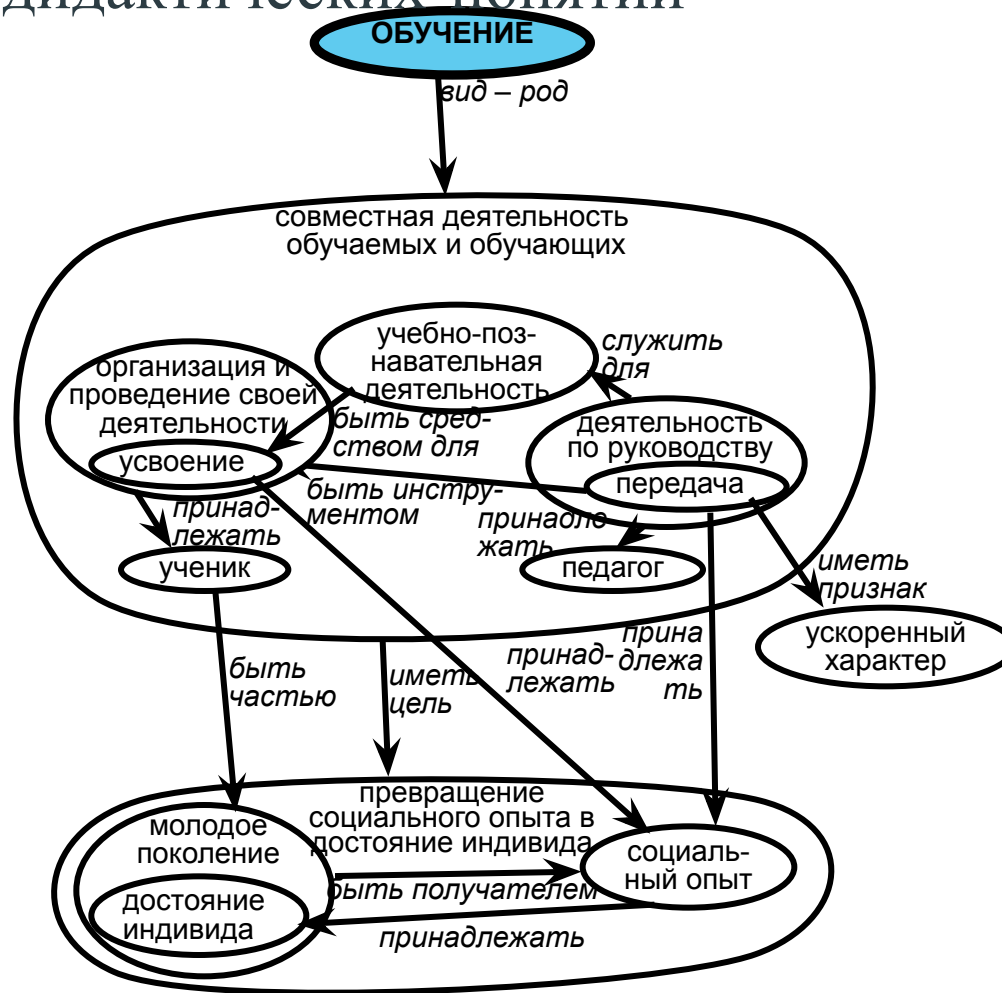 дидактических понятий
ОБУЧЕНИЕ
вид – род
совместная деятельность
обучаемых и обучающих
учебно-поз-
навательная
деятельность
служить
для
организация и
проведение своей
деятельности
усвоение
быть сред-
ством для
деятельность
по руководству
передача
быть инстру-
ментом
принад-
лежать
принадле
жать
ученик
педагог
иметь
признак
ускоренный
характер
быть
частью
иметь
цель
принад-
лежать
прина
длежа
ть
превращение
социального опыта в
достояние индивида
молодое
поколение
социаль-
ный опыт
быть получателем
достояние
индивида
принадлежать